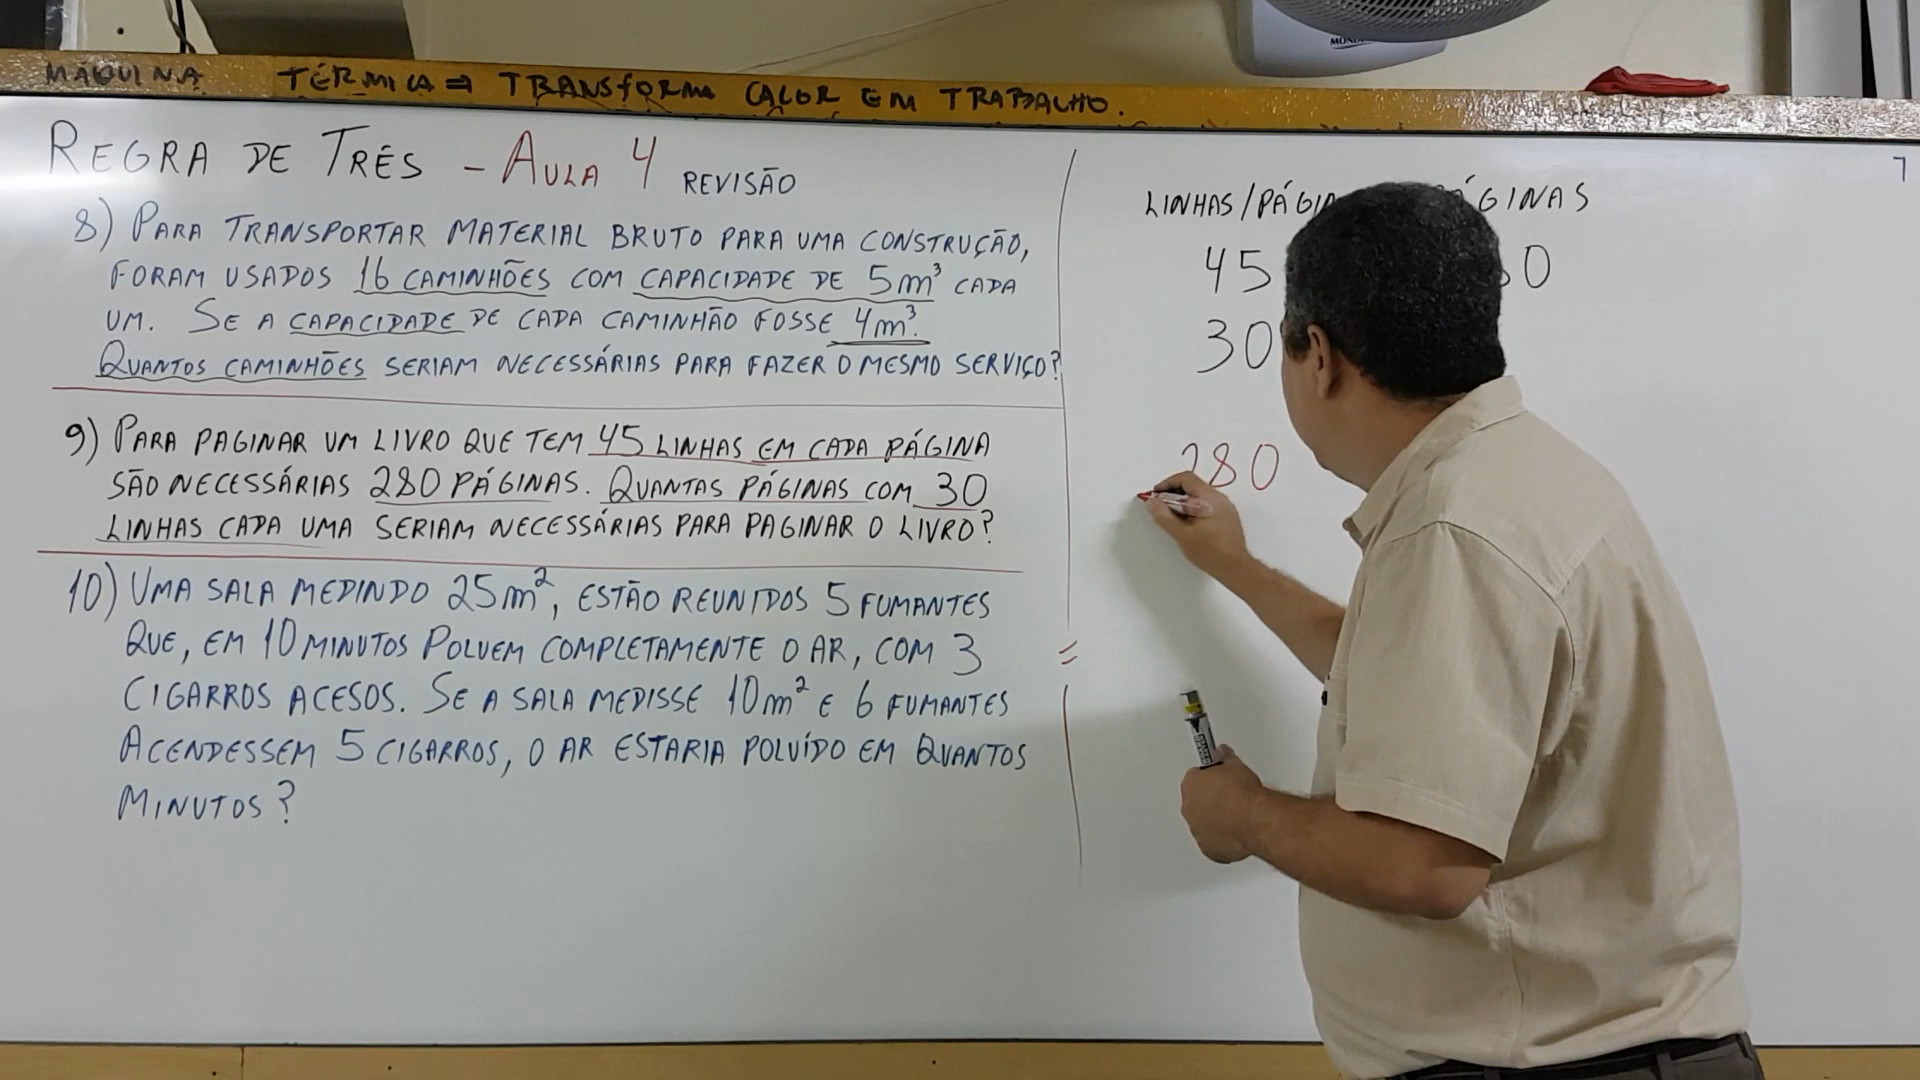 MÁQUINA TÉRMICA ⇒ TRANSFORMA CALOR EM TRABALHO.
REGRA DE TRÊS - AULA 4 REVISÃO
8) PARA TRANSPORTAR MATERIAL BRUTO PARA UMA CONSTRUÇÃO,
FORAM USADOS 16 CAMINHÕES COM CAPACIDADE DE 5m³ CADA
UM. SE A CAPACIDADE DE CADA CAMINHÃO FOSSE 4m³.
QUANTOS CAMINHÕES SERIAM NECESSÁRIAS PARA FAZER O MESMO SERVIÇO?
9) PARA PAGINAR UM LIVRO QUE TEM 45 LINHAS EM CADA PÁGINA
SÃO NECESSÁRIAS 280 PÁGINAS. QUANTAS PÁGINAS COM 30
LINHAS CADA UMA SERIAM NECESSÁRIAS PARA PAGINAR O LIVRO?
10) UMA SALA MEDINDO 25m², ESTÃO REUNIDOS 5 FUMANTES
QUE, EM 10 MINUTOS POLUEM COMPLETAMENTE O AR, COM 3
CIGARROS ACESOS. SE A SALA MEDISSE 10m² E 6 FUMANTES
ACENDESSEM 5 CIGARROS, O AR ESTARIA POLUÍDO EM QUANTOS
MINUTOS?
LINHAS/PÁGI ÁGINAS
45
30
280
=
7